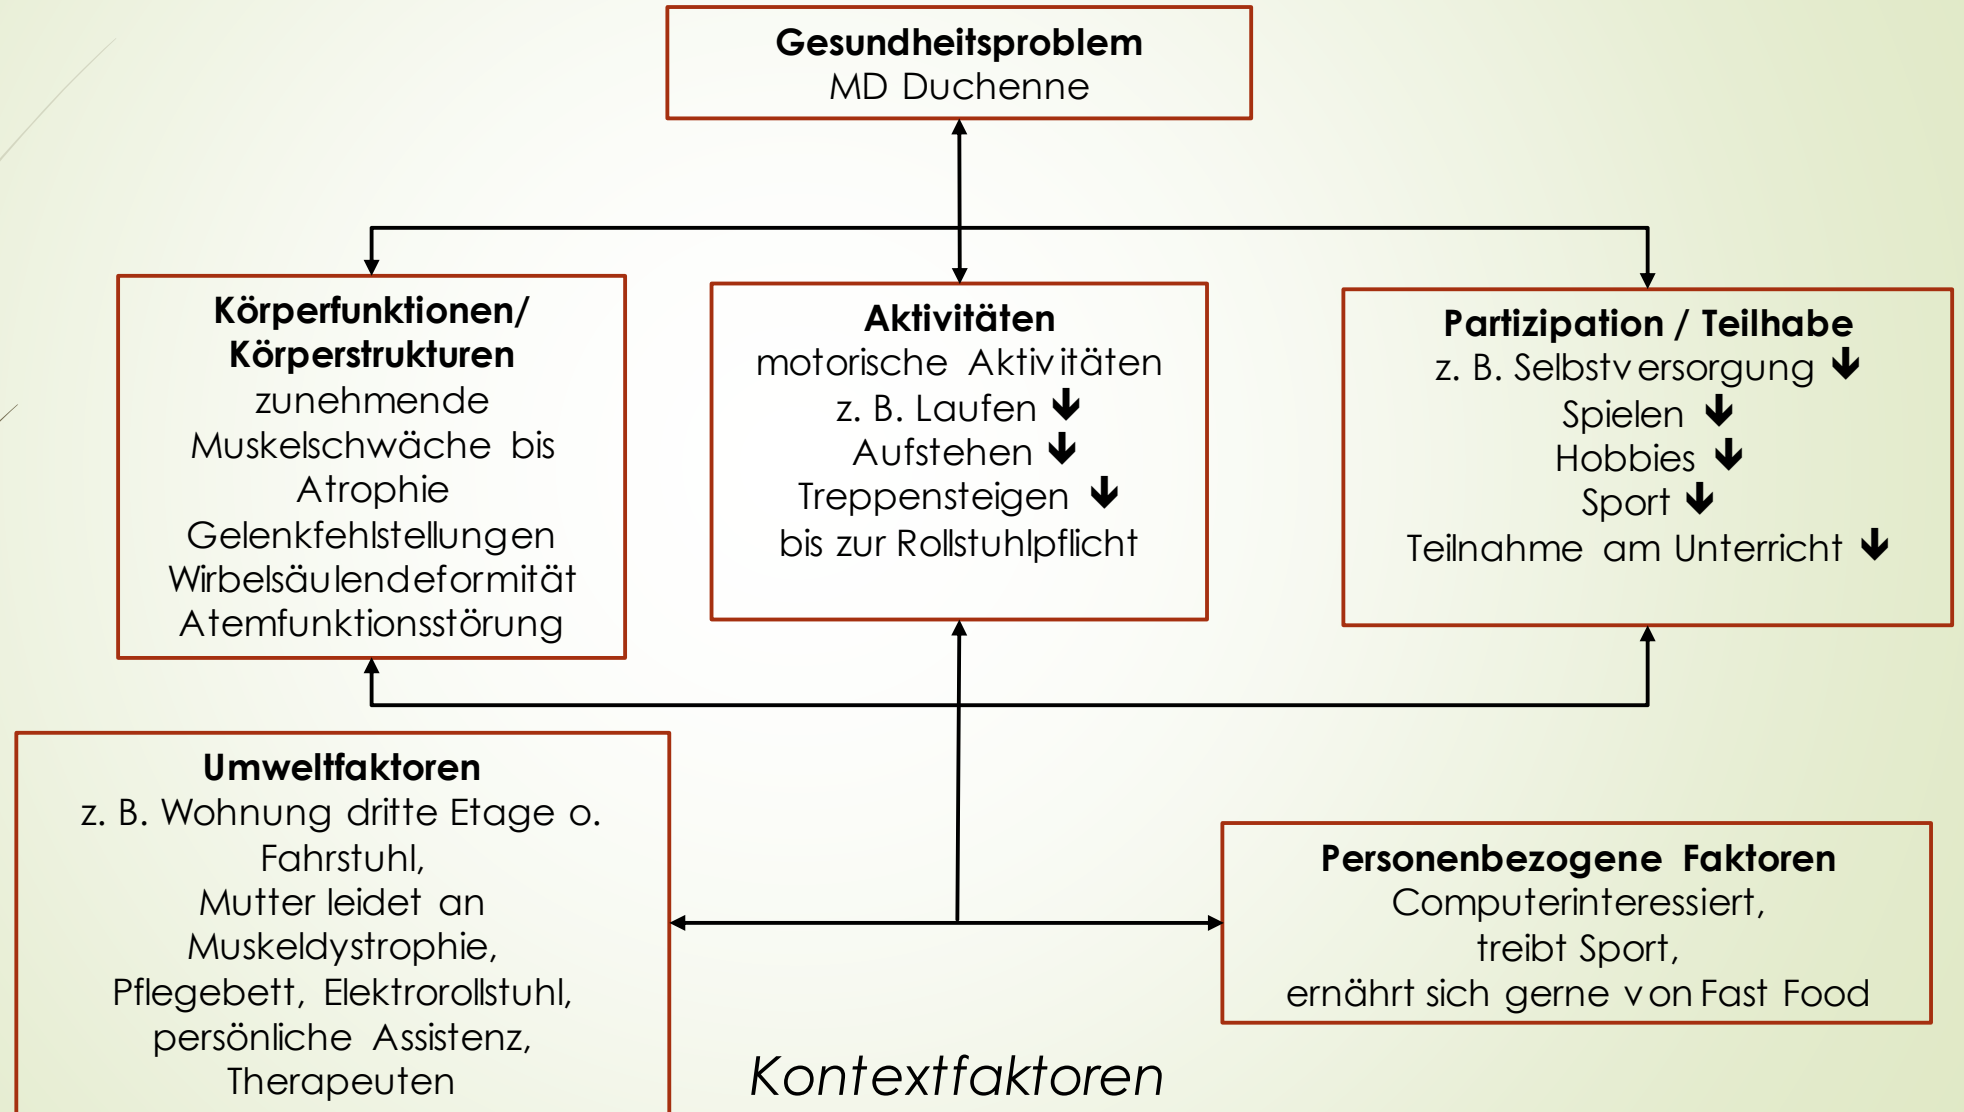 Gesundheitsproblem
MD Duchenne
Körperfunktionen/
Körperstrukturen
zunehmende
Muskelschwäche bis
Atrophie
Gelenkfehlstellungen
Wirbelsäulendeformität
Atemfunktionsstörung
Aktivitäten
motorische Aktivitäten
z. B. Laufen 🡻
Aufstehen 🡻
Treppensteigen 🡻
bis zur Rollstuhlpflicht
Partizipation / Teilhabe
z. B. Selbstversorgung 🡻
Spielen 🡻
Hobbies 🡻
Sport 🡻
Teilnahme am Unterricht 🡻
Umweltfaktoren
z. B. Wohnung dritte Etage o.
Fahrstuhl,
Mutter leidet an
Muskeldystrophie,
Pflegebett, Elektrorollstuhl,
persönliche Assistenz,
Therapeuten
Personenbezogene Faktoren
Computerinteressiert,
treibt Sport,
ernährt sich gerne von Fast Food
Kontextfaktoren